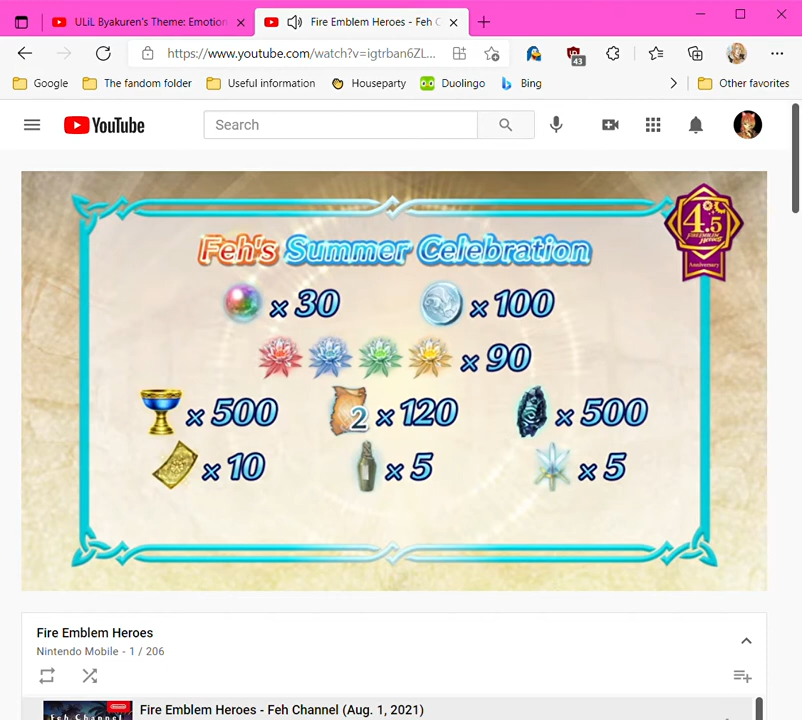 ULiL Byakuren's Theme: Emotion
Fire Emblem Heroes - Feh C
https://www.youtube.com/watch?v=igtrban6ZL...
43
Google
The fandom folder
Useful information
Houseparty
Duolingo
Bing
Other favorites
YouTube
Search
4.5
FIRE EMBLEM HEROES
Anniversary
Feh's Summer Celebration
×30
×100
×90
×500
2 ×120
×500
×10
×5
×5
Fire Emblem Heroes
Nintendo Mobile - 1 / 206
Feh Channel
Fire Emblem Heroes - Feh Channel (Aug. 1, 2021)